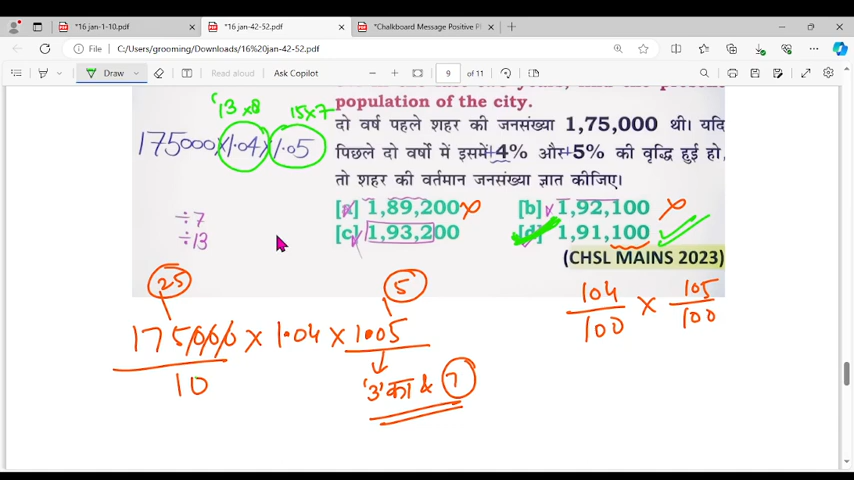 *16 jan-1-10.pdf
*16 jan-42-52.pdf
*Chalkboard Message Positive P
C:/Users/grooming/Downloads/16%20jan-42-52.pdf
Draw
Read aloud
Ask Copilot
9 of 11
population of the city.
दो वर्ष पहले शहर की जनसंख्या 1,75,000 थी। यदि
पिछले दो वर्षों में इसमें +4% और +5% की वृद्धि हुई हो,
तो शहर की वर्तमान जनसंख्या ज्ञात कीजिए।
[a] 1,89,200 [b] 1,92,100
[c] 1,93,200 [d] 1,91,100
(CHSL MAINS 2023)
13×8 15×7
175000×1.04×1.05
÷7
÷13
25 5
175000 × 1.04 × 1.05
10
'3' का & 7
104/100 × 105/100